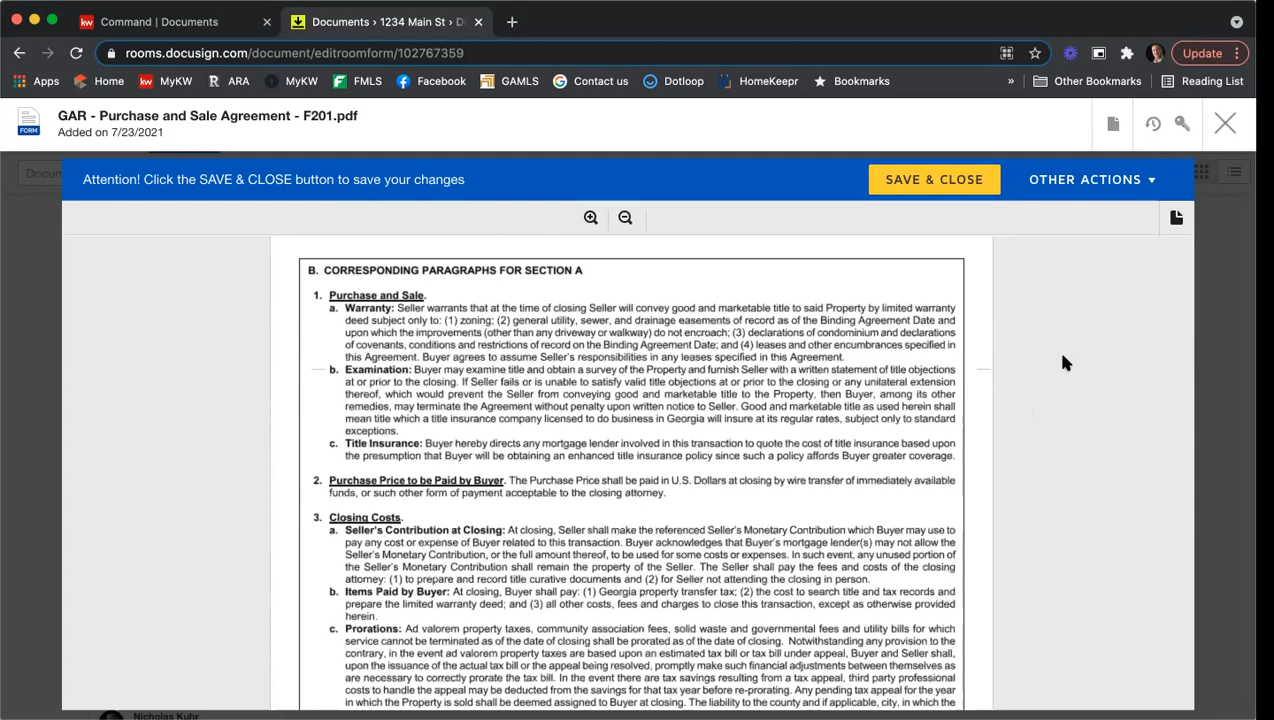 Command | Documents
Documents › 1234 Main St › D
rooms.docusign.com/document/editroomform/102767359
Update
Apps
Home
MyKW
ARA
MyKW
FMLS
Facebook
GAMLS
Contact us
Dotloop
HomeKeepr
Bookmarks
»
Other Bookmarks
Reading List
FORM
GAR - Purchase and Sale Agreement - F201.pdf
Added on 7/23/2021
Docum
Attention! Click the SAVE & CLOSE button to save your changes
SAVE & CLOSE
OTHER ACTIONS
B. CORRESPONDING PARAGRAPHS FOR SECTION A
1. Purchase and Sale.
a. Warranty: Seller warrants that at the time of closing Seller will convey good and marketable title to said Property by limited warranty
deed subject only to: (1) zoning; (2) general utility, sewer, and drainage easements of record as of the Binding Agreement Date and
upon which the improvements (other than any driveway or walkway) do not encroach; (3) declarations of condominium and declarations
of covenants, conditions and restrictions of record on the Binding Agreement Date; and (4) leases and other encumbrances specified in
this Agreement. Buyer agrees to assume Seller's responsibilities in any leases specified in this Agreement.
b. Examination: Buyer may examine title and obtain a survey of the Property and furnish Seller with a written statement of title objections
at or prior to the closing. If Seller fails or is unable to satisfy valid title objections at or prior to the closing or any unilateral extension
thereof, which would prevent the Seller from conveying good and marketable title to the Property, then Buyer, among its other
remedies, may terminate the Agreement without penalty upon written notice to Seller. Good and marketable title as used herein shall
mean title which a title insurance company licensed to do business in Georgia will insure at its regular rates, subject only to standard
exceptions.
c. Title Insurance: Buyer hereby directs any mortgage lender involved in this transaction to quote the cost of title insurance based upon
the presumption that Buyer will be obtaining an enhanced title insurance policy since such a policy affords Buyer greater coverage.
2. Purchase Price to be Paid by Buyer. The Purchase Price shall be paid in U.S. Dollars at closing by wire transfer of immediately available
funds, or such other form of payment acceptable to the closing attorney.
3. Closing Costs.
a. Seller's Contribution at Closing: At closing, Seller shall make the referenced Seller's Monetary Contribution which Buyer may use to
pay any cost or expense of Buyer related to this transaction. Buyer acknowledges that Buyer's mortgage lender(s) may not allow the
Seller's Monetary Contribution, or the full amount thereof, to be used for some costs or expenses. In such event, any unused portion of
the Seller's Monetary Contribution shall remain the property of the Seller. The Seller shall pay the fees and costs of the closing
attorney: (1) to prepare and record title curative documents and (2) for Seller not attending the closing in person.
b. Items Paid by Buyer: At closing, Buyer shall pay: (1) Georgia property transfer tax; (2) the cost to search title and tax records and
prepare the limited warranty deed; and (3) all other costs, fees and charges to close this transaction, except as otherwise provided
herein.
c. Prorations: Ad valorem property taxes, community association fees, solid waste and governmental fees and utility bills for which
service cannot be terminated as of the date of closing shall be prorated as of the date of closing. Notwithstanding any provision to the
contrary, in the event ad valorem property taxes are based upon an estimated tax bill or tax bill under appeal, Buyer and Seller shall,
upon the issuance of the actual tax bill or the appeal being resolved, promptly make such financial adjustments between themselves as
are necessary to correctly prorate the tax bill. In the event there are tax savings resulting from a tax appeal, third party professional
costs to handle the appeal may be deducted from the savings for that tax year before re-prorating. Any pending tax appeal for the year
in which the Property is sold shall be deemed assigned to Buyer at closing. The liability to the county and if applicable, city, in which the
Nicholas Kuhr